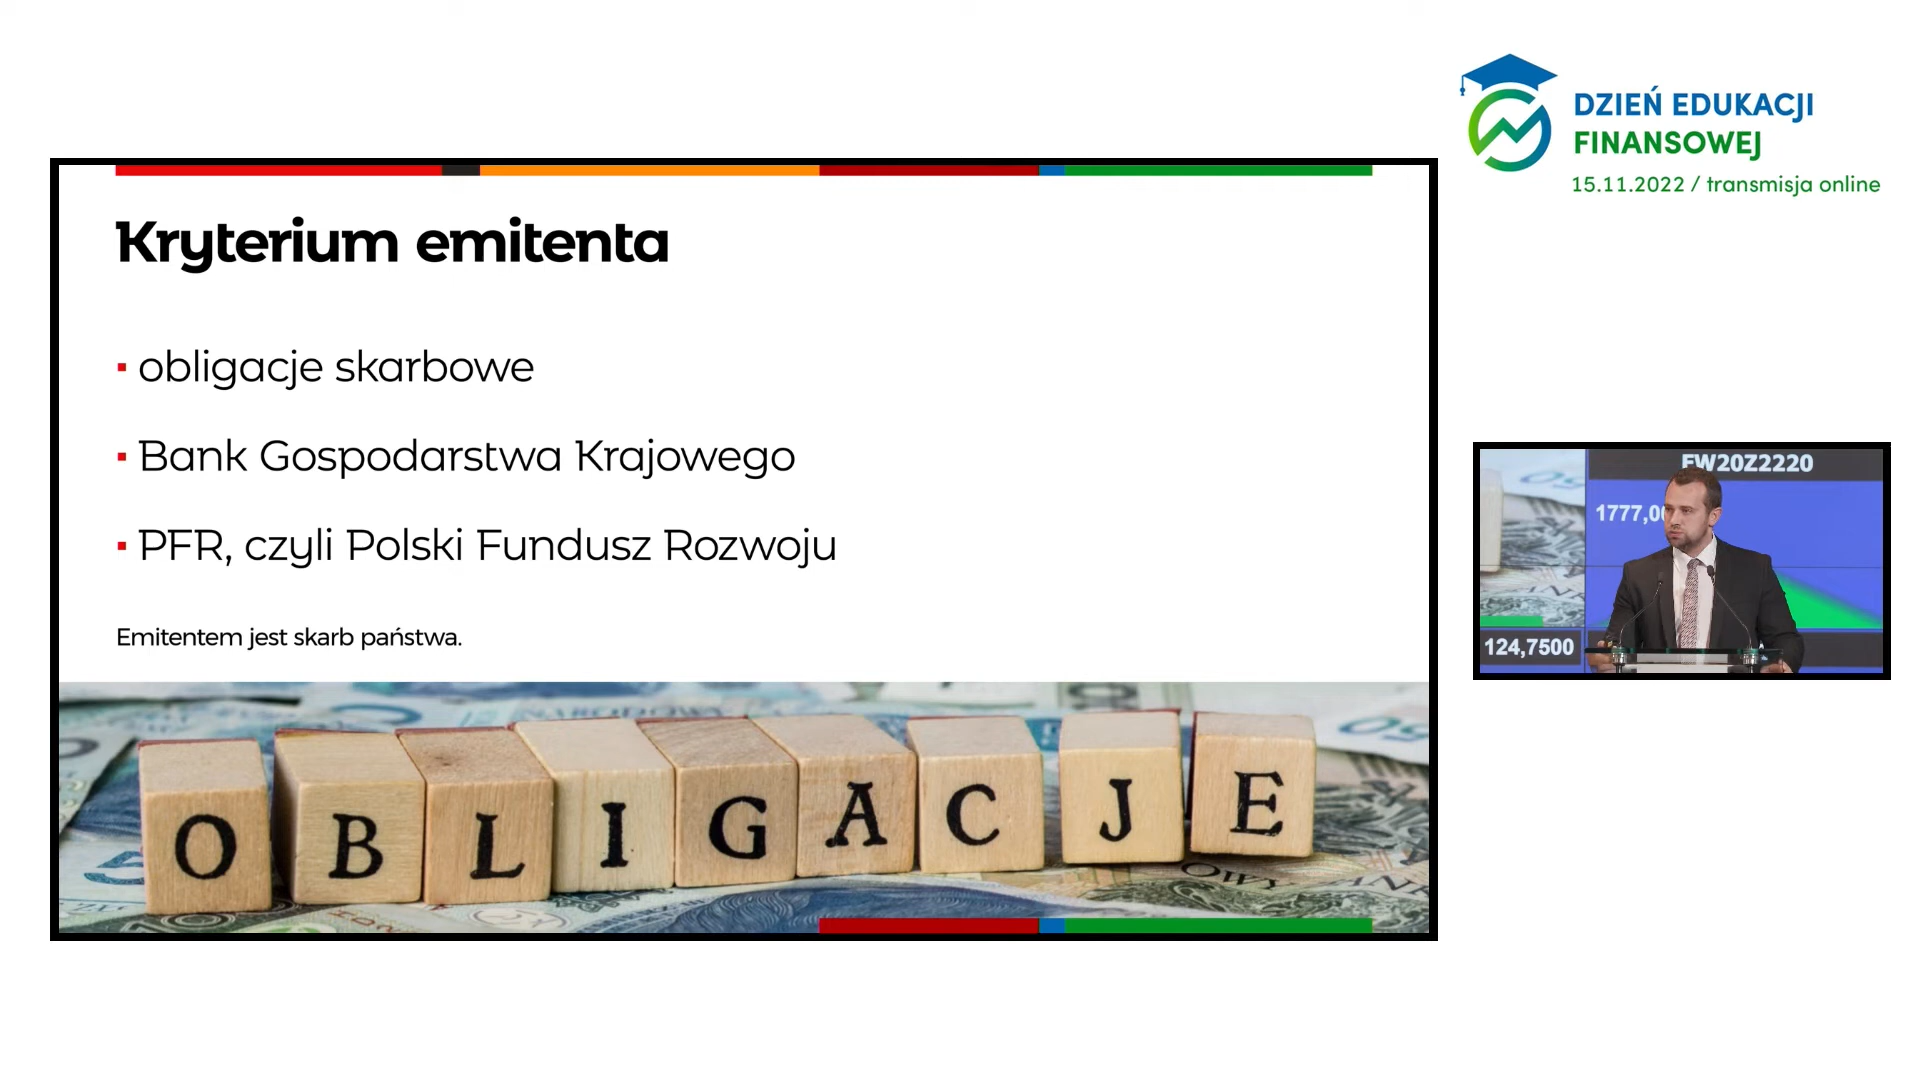 DZIEŃ EDUKACJI
FINANSOWEJ
15.11.2022 / transmisja online
Kryterium emitenta
▪ obligacje skarbowe
▪ Bank Gospodarstwa Krajowego
▪ PFR, czyli Polski Fundusz Rozwoju
Emitentem jest skarb państwa.
OBLIGACJE
FW20Z2220
1777,0
124,7500